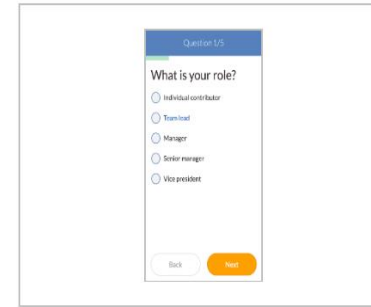 Question 1/5
What is your role?
Individual contributor
Team lead
Manager
Senior manager
Vice president
Back
Next